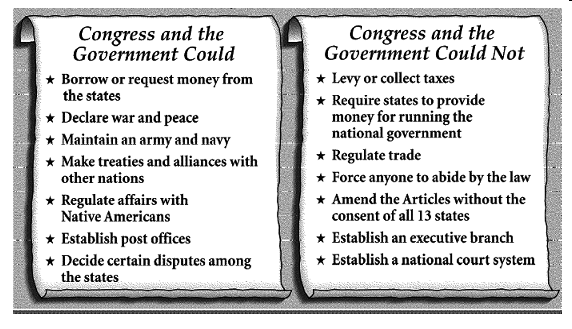 Congress and the
Government Could
★ Borrow or request money from
the states
★ Declare war and peace
★ Maintain an army and navy
★ Make treaties and alliances with
other nations
★ Regulate affairs with
Native Americans
★ Establish post offices
★ Decide certain disputes among
the states
Congress and the
Government Could Not
★ Levy or collect taxes
★ Require states to provide
money for running the
national government
★ Regulate trade
★ Force anyone to abide by the law
★ Amend the Articles without the
consent of all 13 states
★ Establish an executive branch
★ Establish a national court system